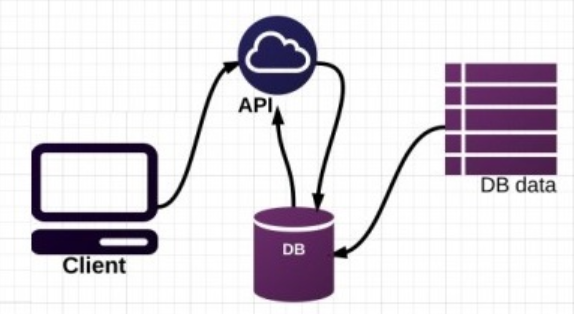 API
DB data
DB
Client